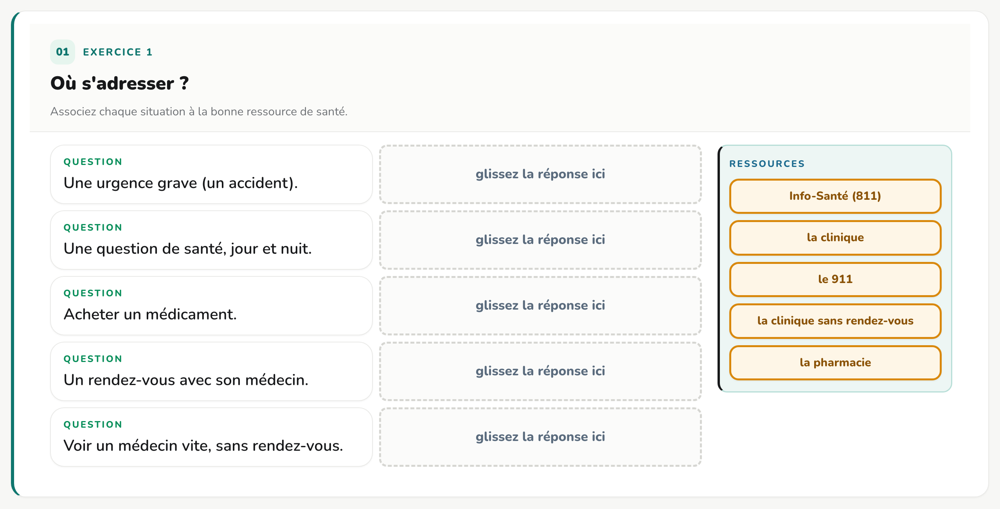 01 EXERCICE 1
Où s'adresser ?
Associez chaque situation à la bonne ressource de santé.
QUESTION
Une urgence grave (un accident).
glissez la réponse ici
QUESTION
Une question de santé, jour et nuit.
glissez la réponse ici
QUESTION
Acheter un médicament.
glissez la réponse ici
QUESTION
Un rendez-vous avec son médecin.
glissez la réponse ici
QUESTION
Voir un médecin vite, sans rendez-vous.
glissez la réponse ici
RESSOURCES
Info-Santé (811)
la clinique
le 911
la clinique sans rendez-vous
la pharmacie